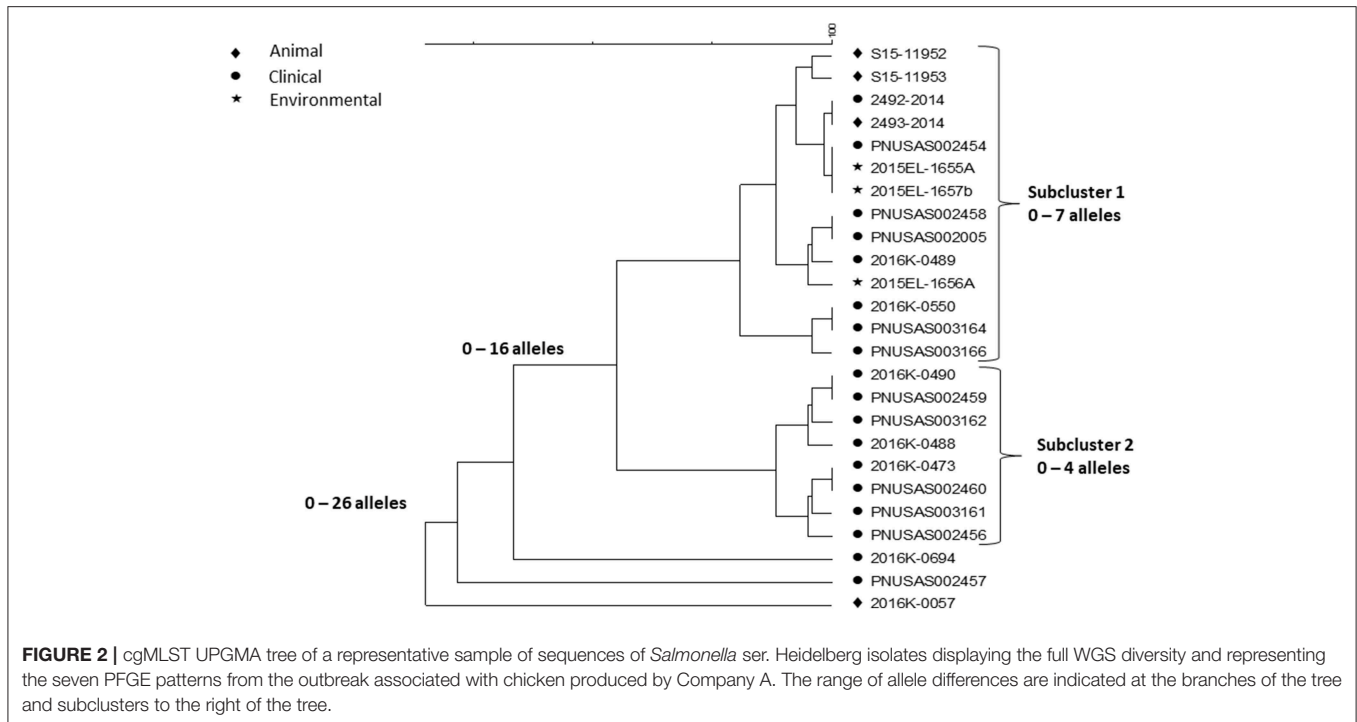 100
◆ Animal
● Clinical
★ Environmental
◆ S15-11952
◆ S15-11953
● 2492-2014
◆ 2493-2014
● PNUSAS002454
★ 2015EL-1655A
★ 2015EL-1657b
● PNUSAS002458
● PNUSAS002005
● 2016K-0489
★ 2015EL-1656A
● 2016K-0550
● PNUSAS003164
● PNUSAS003166
● 2016K-0490
● PNUSAS002459
● PNUSAS003162
● 2016K-0488
● 2016K-0473
● PNUSAS002460
● PNUSAS003161
● PNUSAS002456
● 2016K-0694
● PNUSAS002457
◆ 2016K-0057
Subcluster 1
0 – 7 alleles
Subcluster 2
0 – 4 alleles
0 – 16 alleles
0 – 26 alleles
FIGURE 2 | cgMLST UPGMA tree of a representative sample of sequences of Salmonella ser. Heidelberg isolates displaying the full WGS diversity and representing
the seven PFGE patterns from the outbreak associated with chicken produced by Company A. The range of allele differences are indicated at the branches of the tree
and subclusters to the right of the tree.